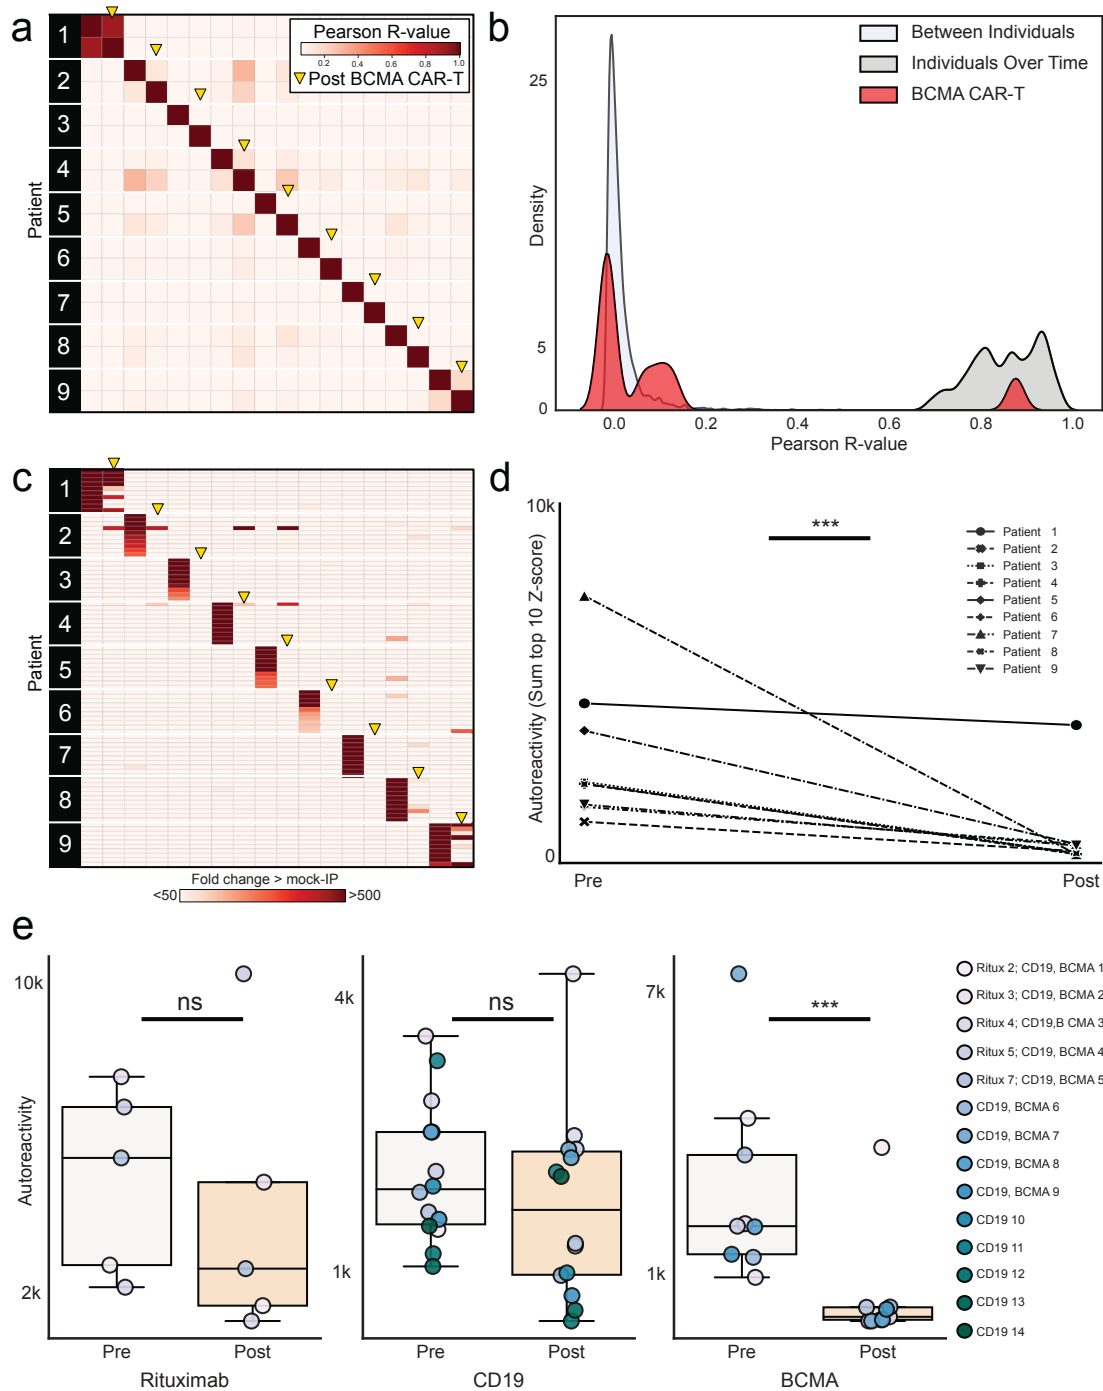 a
Pearson R-value
0.2 0.4 0.6 0.8 1.0
Post BCMA CAR-T
Patient
1
2
3
4
5
6
7
8
9
b
Between Individuals
Individuals Over Time
BCMA CAR-T
Density
25
5
0
0.0 0.2 0.4 0.6 0.8 1.0
Pearson R-value
c
Patient
1
2
3
4
5
6
7
8
9
Fold change > mock-IP
<50 >500
d
10k
***
Autoreactivity (Sum top 10 Z-score)
0
Pre Post
Patient 1
Patient 2
Patient 3
Patient 4
Patient 5
Patient 6
Patient 7
Patient 8
Patient 9
e
Autoreactivity
10k
2k
ns
Pre Post
Rituximab
4k
1k
ns
Pre Post
CD19
7k
1k
***
Pre Post
BCMA
Ritux 2; CD19, BCMA 1
Ritux 3; CD19, BCMA 2
Ritux 4; CD19,B CMA 3
Ritux 5; CD19, BCMA 4
Ritux 7; CD19, BCMA 5
CD19, BCMA 6
CD19, BCMA 7
CD19, BCMA 8
CD19, BCMA 9
CD19 10
CD19 11
CD19 12
CD19 13
CD19 14